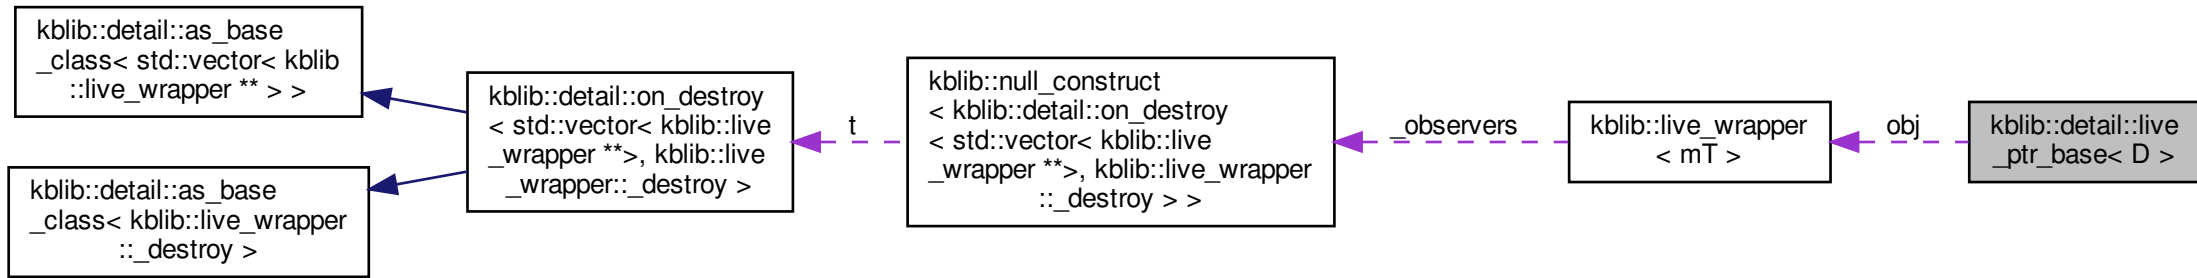 kblib::detail::as_base
_class< std::vector< kblib
::live_wrapper ** > >
kblib::detail::as_base
_class< kblib::live_wrapper
::_destroy >
kblib::detail::on_destroy
< std::vector< kblib::live
_wrapper **>, kblib::live
_wrapper::_destroy >
t
kblib::null_construct
< kblib::detail::on_destroy
< std::vector< kblib::live
_wrapper **>, kblib::live_wrapper
::_destroy > >
_observers
kblib::live_wrapper
< mT >
obj
kblib::detail::live
_ptr_base< D >